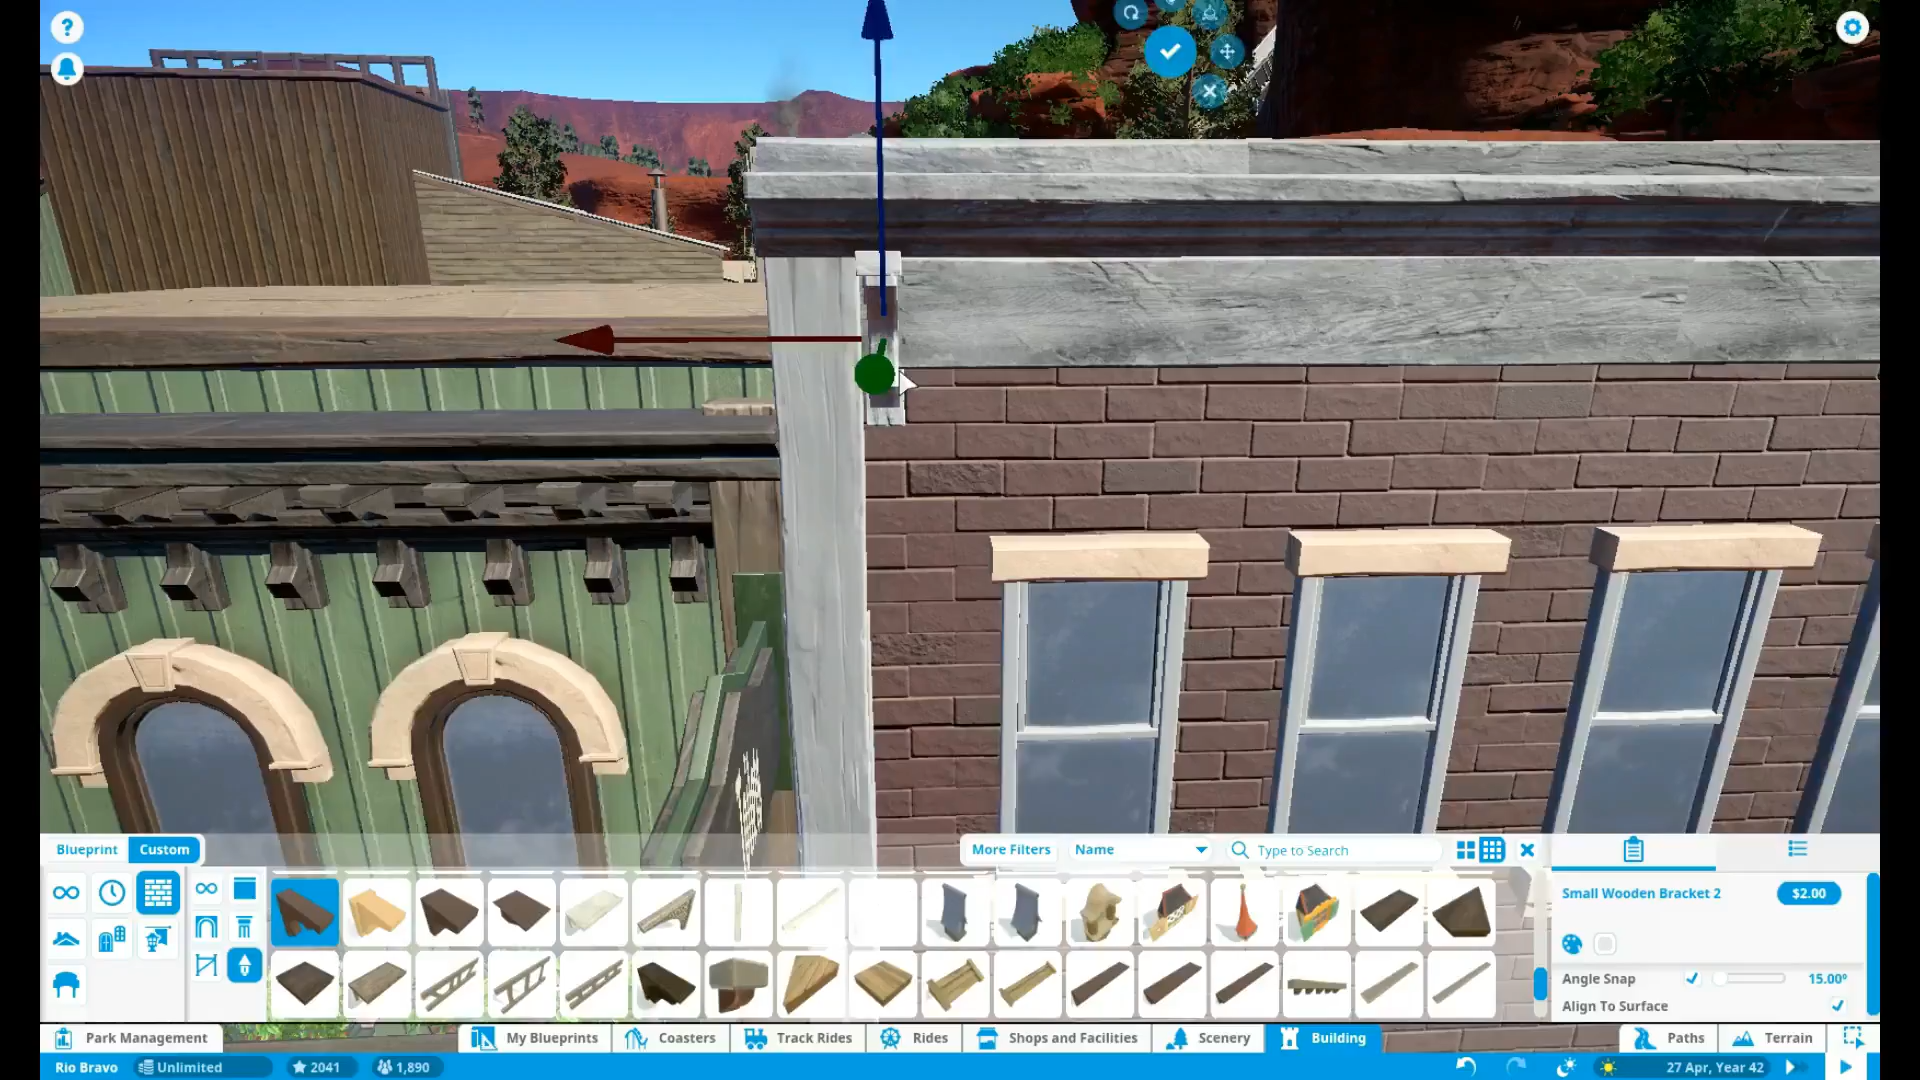 ?
Blueprint Custom
More Filters Name Type to Search
Small Wooden Bracket 2 $2.00
Angle Snap 15.00°
Align To Surface
Park Management My Blueprints Coasters Track Rides Rides Shops and Facilities Scenery Building Paths Terrain
Rio Bravo Unlimited 2041 1,890 27 Apr, Year 42